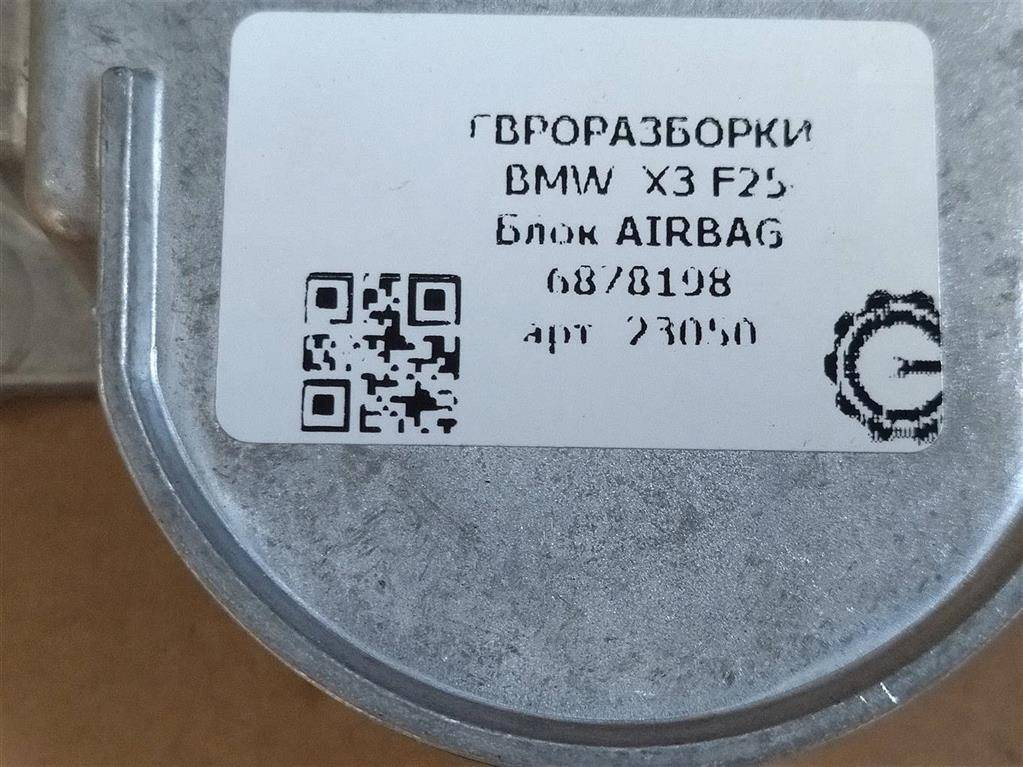 ЕВРОРАЗБОРКИ
BMW X3 F25
Блок AIRBAG
6878198
арт 23050